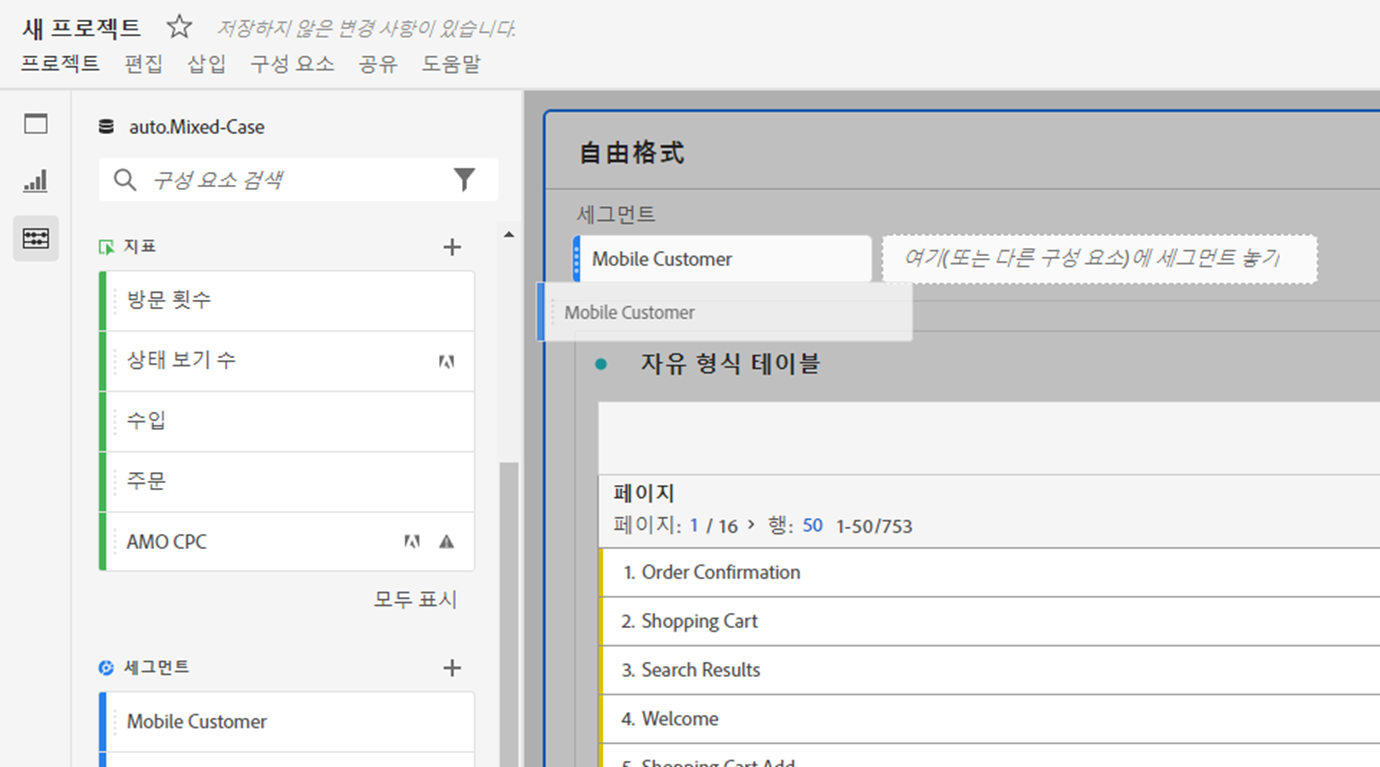 새 프로젝트 저장하지 않은 변경 사항이 있습니다.
프로젝트 편집 삽입 구성 요소 공유 도움말
auto.Mixed-Case
구성 요소 검색
지표
방문 횟수
상태 보기 수
수입
주문
AMO CPC
모두 표시
세그먼트
Mobile Customer
自由格式
세그먼트
Mobile Customer 여기(또는 다른 구성 요소)에 세그먼트 놓기
Mobile Customer
자유 형식 테이블
페이지
페이지: 1 / 16 > 행: 50 1-50/753
1. Order Confirmation
2. Shopping Cart
3. Search Results
4. Welcome
5. Shopping Cart Add